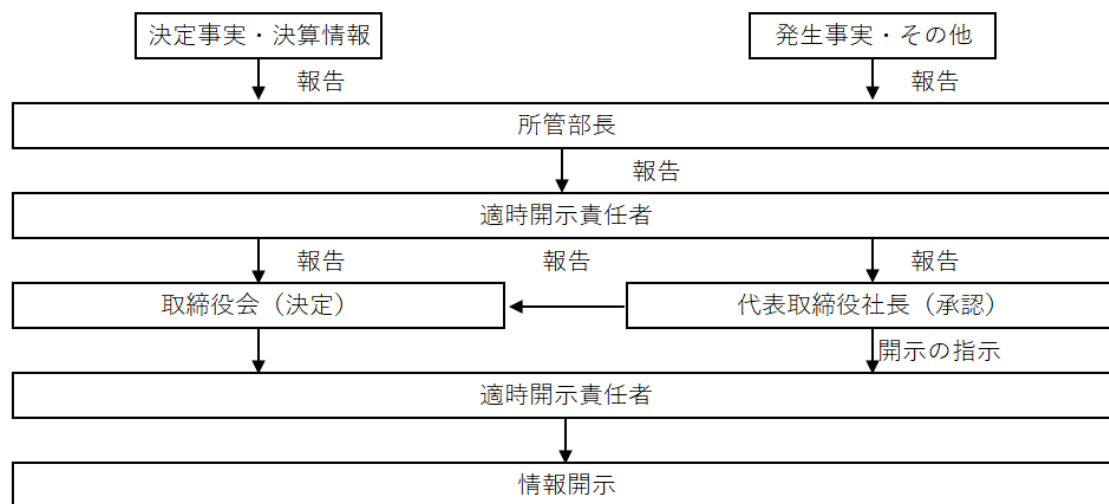 決定事実・決算情報
発生事実・その他
報告
報告
所管部長
報告
適時開示責任者
報告
報告
報告
取締役会（決定）
代表取締役社長（承認）
開示の指示
適時開示責任者
情報開示